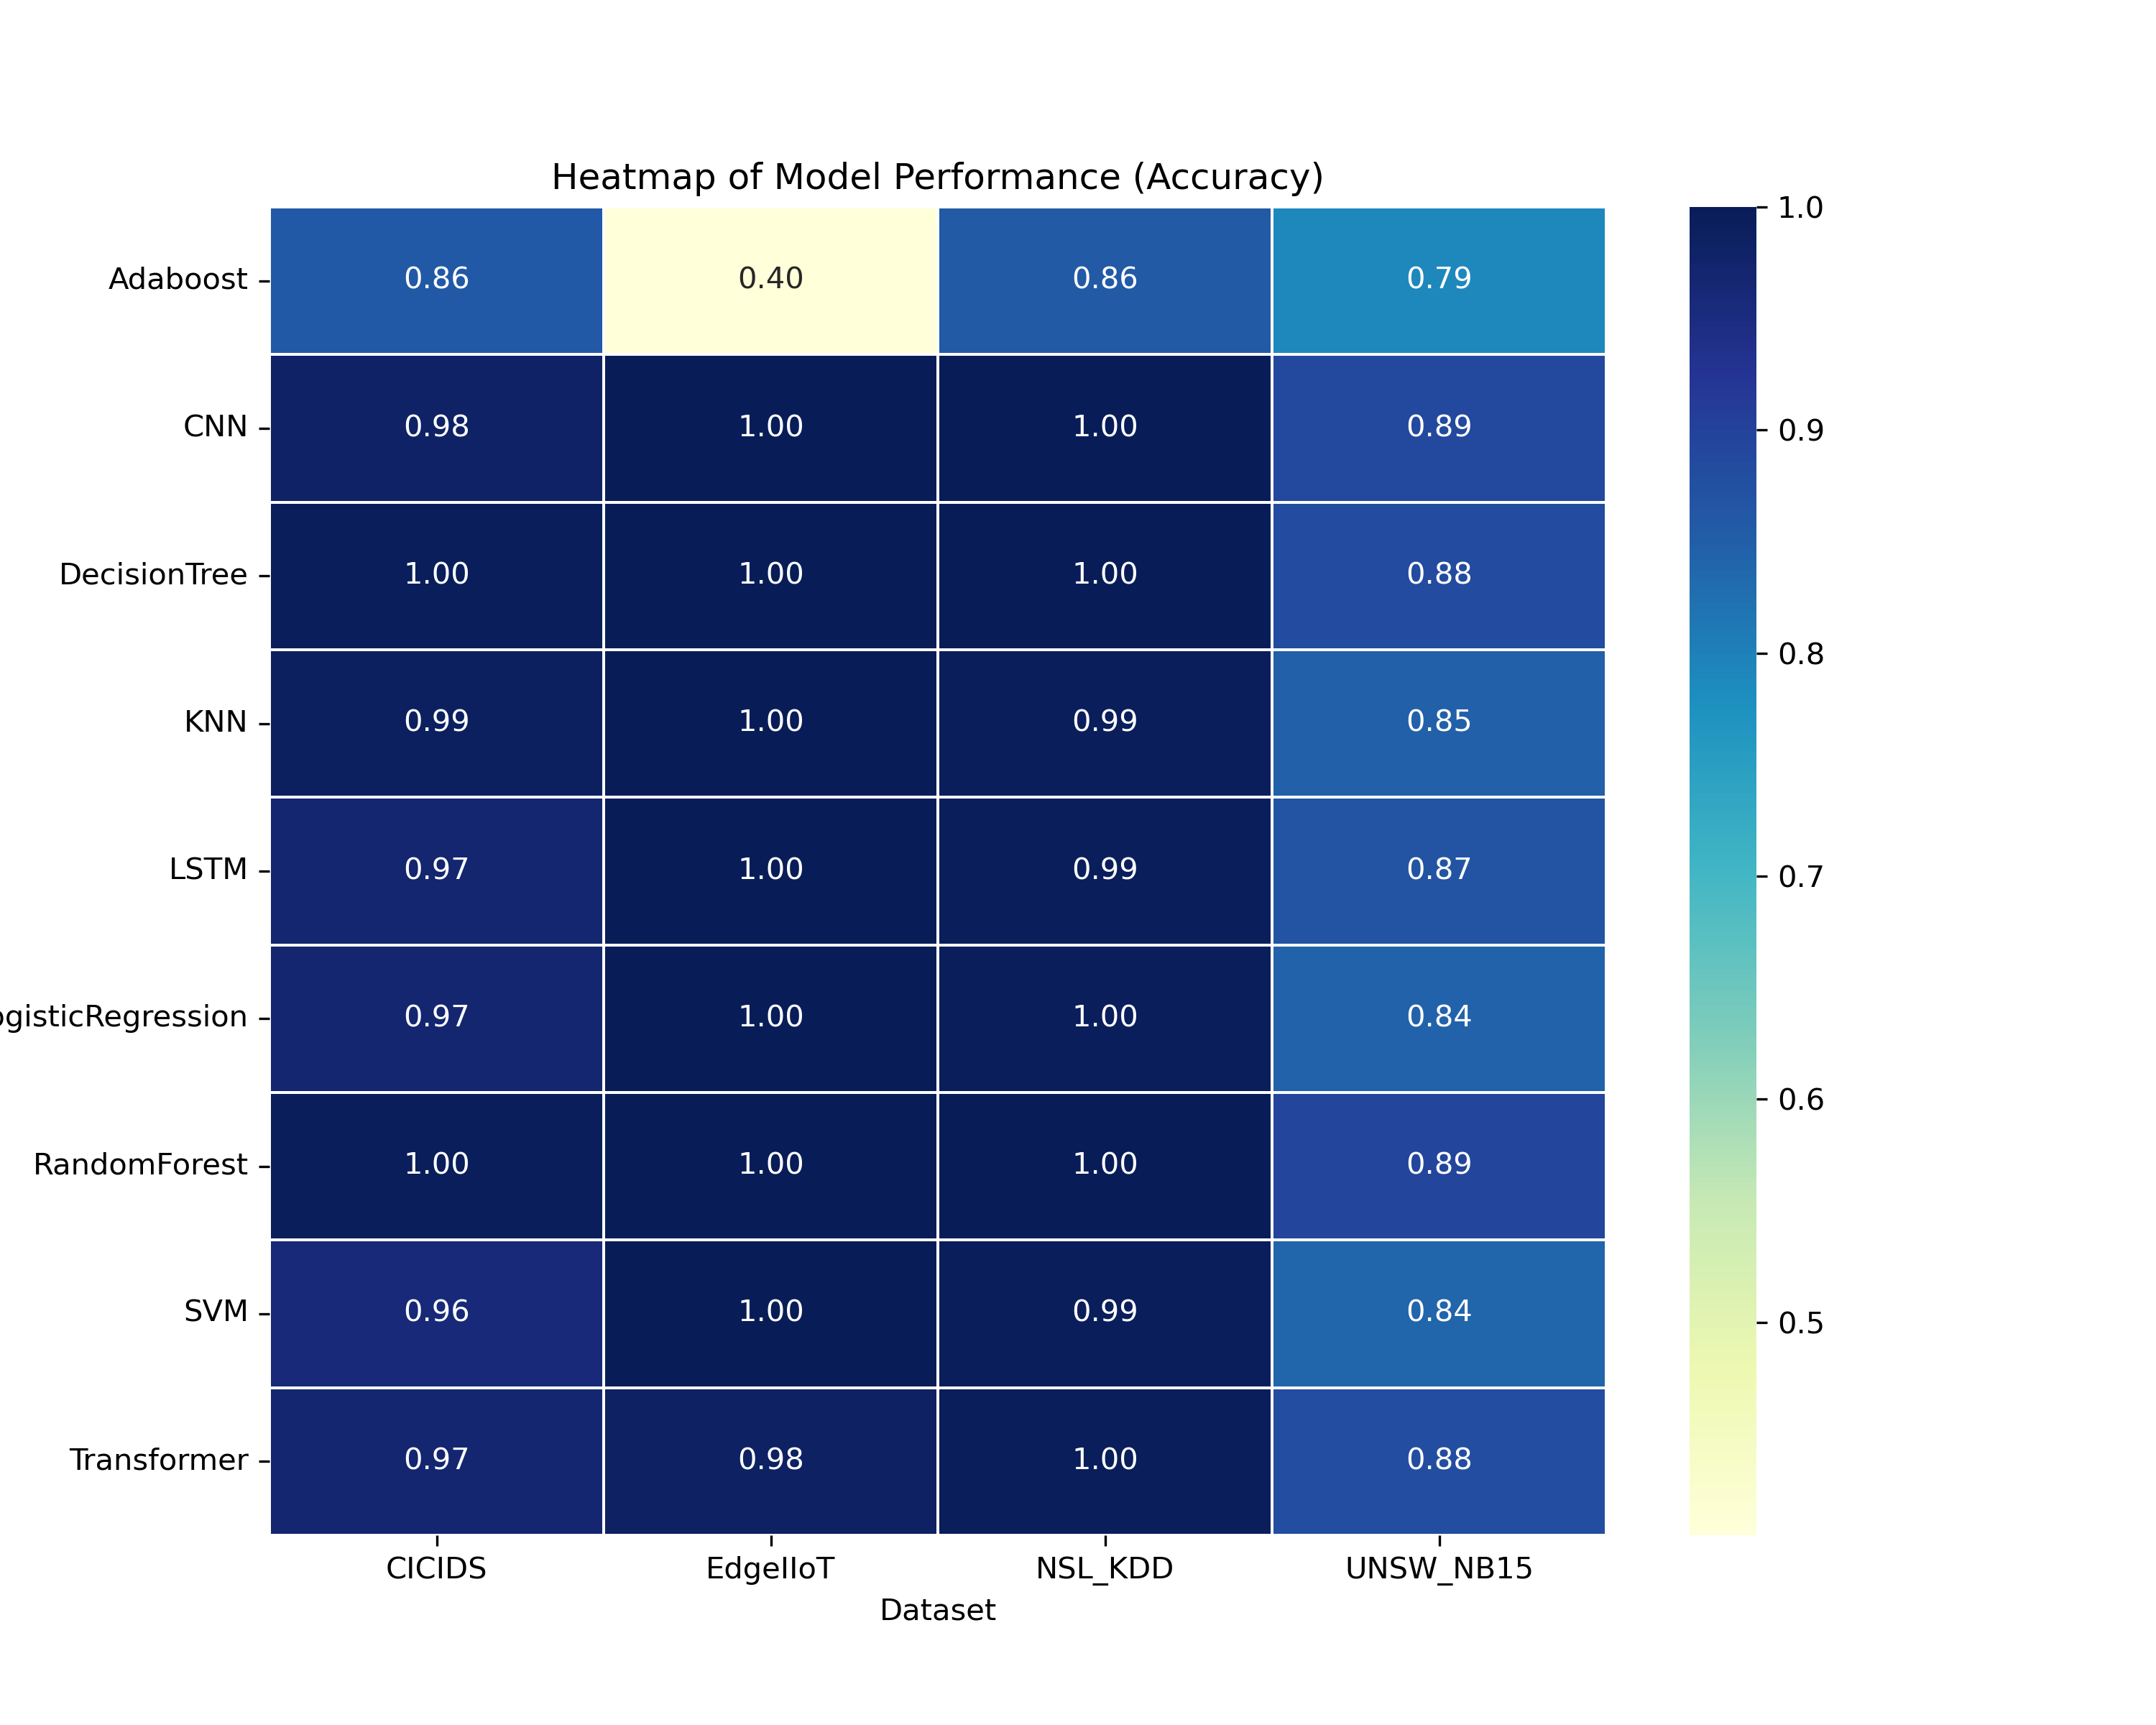 Heatmap of Model Performance (Accuracy)
Adaboost 0.86 0.40 0.86 0.79
CNN 0.98 1.00 1.00 0.89
DecisionTree 1.00 1.00 1.00 0.88
KNN 0.99 1.00 0.99 0.85
LSTM 0.97 1.00 0.99 0.87
ogisticRegression 0.97 1.00 1.00 0.84
RandomForest 1.00 1.00 1.00 0.89
SVM 0.96 1.00 0.99 0.84
Transformer 0.97 0.98 1.00 0.88
CICIDS EdgeIIoT NSL_KDD UNSW_NB15
Dataset
1.0
0.9
0.8
0.7
0.6
0.5